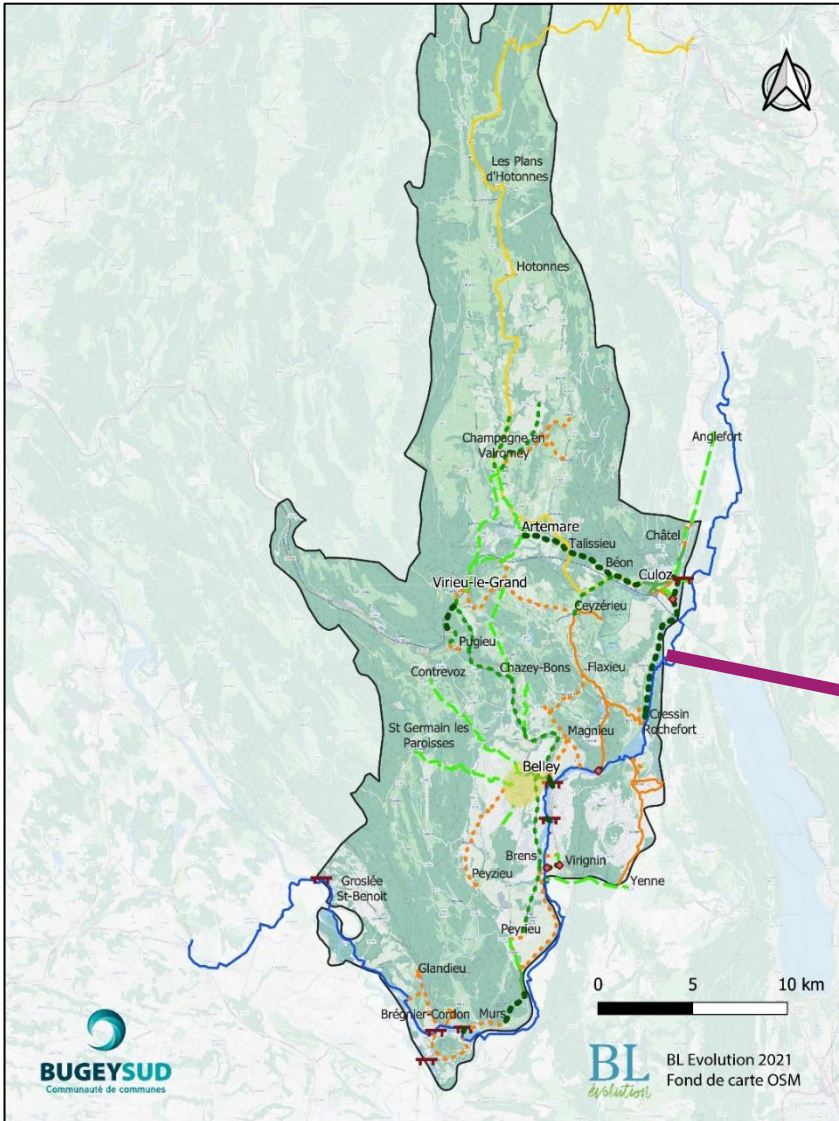 N
Les Plans
d'Hotonnes
Hotonnes
Anglefort
Champagne en
Valromey
Artemare
Châtel
Talissieu
Béon
Culoz
Virieu-le-Grand
Ceyzérieu
Pugieu
Contrevoz
Chazey-Bons
Flaxieu
St Germain les
Paroisses
Magnieu
Cressin
Rochefort
Belley
Brens
Virignin
Peyzieu
Yenne
Groslée
St-Benoit
Peyrieu
Glandieu
Brégnier-Cordon
Murs
0 5 10 km
BUGEYSUD
Communauté de communes
BL
évolution
BL Evolution 2021
Fond de carte OSM